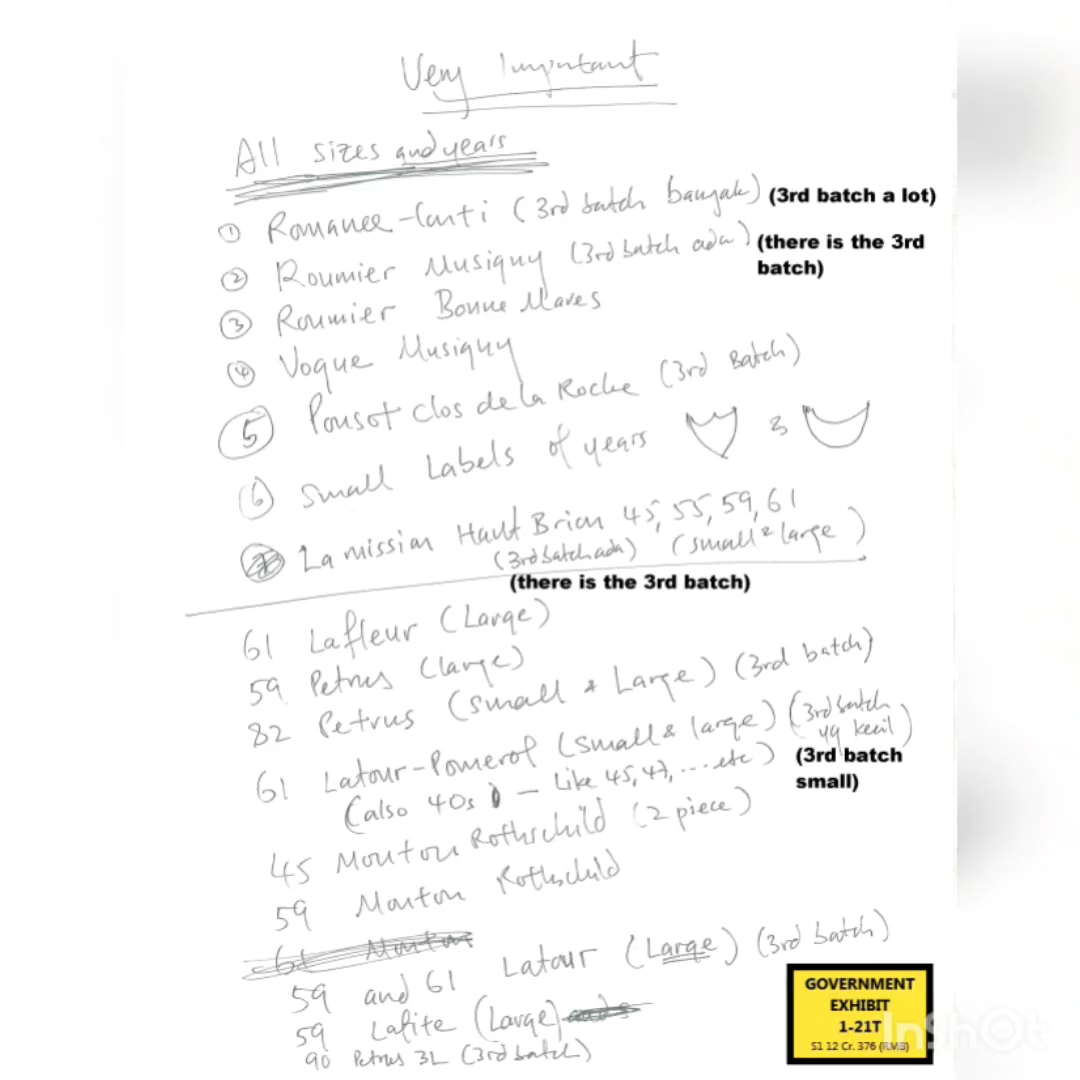 Very Important
All sizes and years
① Romanee-Conti (3rd batch banyak) (3rd batch a lot)
② Roumier Musiguy (3rd batch ada) (there is the 3rd batch)
③ Roumier Bonne Mares
④ Vogue Musiguy
⑤ Ponsot Clos de la Roche (3rd Batch)
⑥ Small Labels of years &
⑦ La mission Haut Brion 45, 55, 59, 61
(3rd batch ada) (small & large)
(there is the 3rd batch)
61 Lafleur (Large)
59 Petrus (large)
82 Petrus (small & Large) (3rd batch)
61 Latour-Pomerol (small & large) (3rd batch yg kecil)
(also 40s - Like 45, 47, ....etc) (3rd batch small)
45 Mouton Rothschild (2 piece)
59 Mouton Rothschild
61 Mouton
59 and 61 Latour (Large) (3rd batch)
59 Lafite (Large)
90 Petrus 3L (3rd batch)
GOVERNMENT
EXHIBIT
1-21T
S1 12 Cr. 376 (RMB)
InShOt